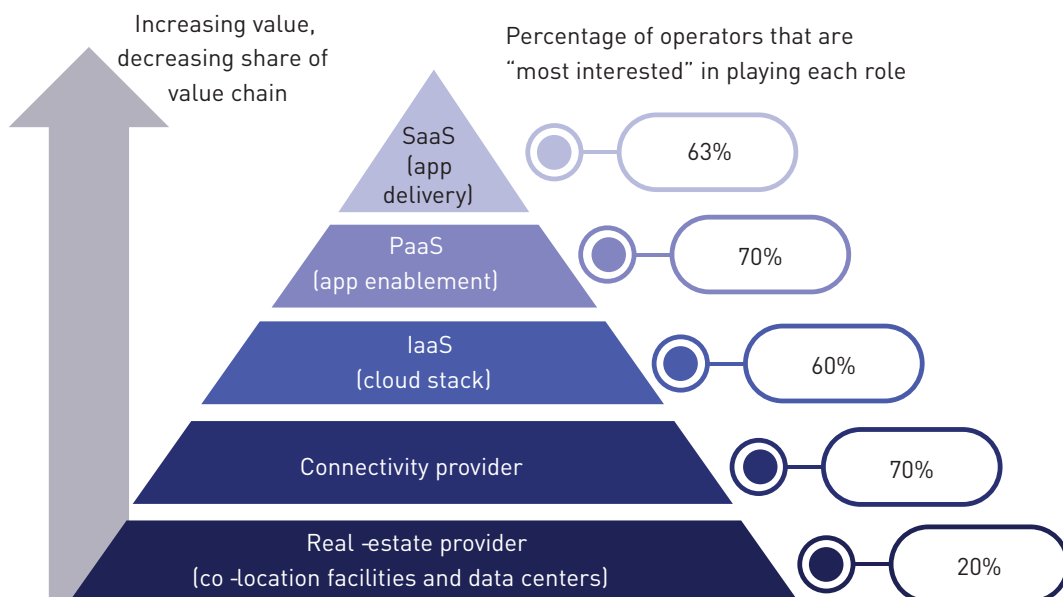 Increasing value,
decreasing share of
value chain
Percentage of operators that are
“most interested” in playing each role
SaaS
(app
delivery)
63%
PaaS
(app enablement)
70%
IaaS
(cloud stack)
60%
Connectivity provider
70%
Real -estate provider
(co -location facilities and data centers)
20%